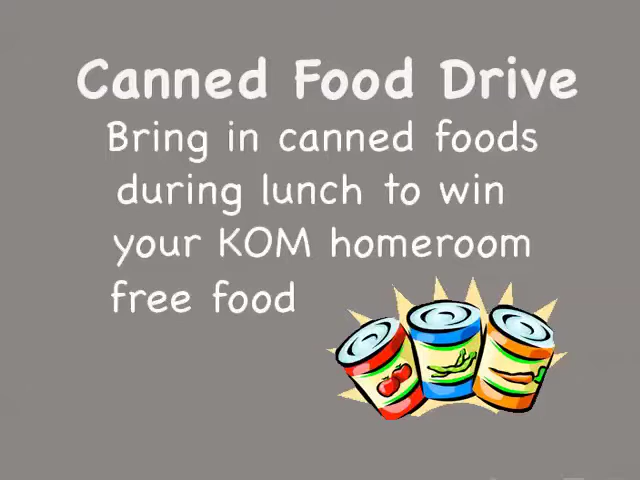 Canned Food Drive
Bring in canned foods
during lunch to win
your KOM homeroom
free food